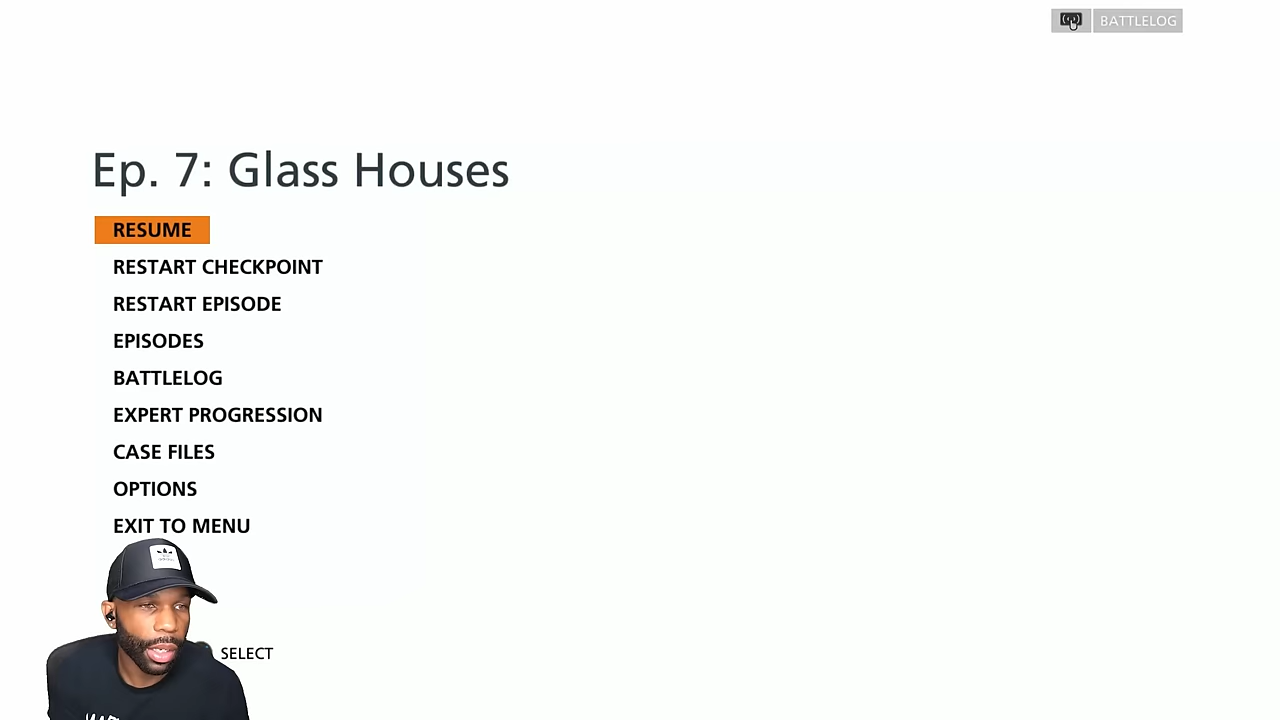 BATTLELOG
Ep. 7: Glass Houses
RESUME
RESTART CHECKPOINT
RESTART EPISODE
EPISODES
BATTLELOG
EXPERT PROGRESSION
CASE FILES
OPTIONS
EXIT TO MENU
SELECT